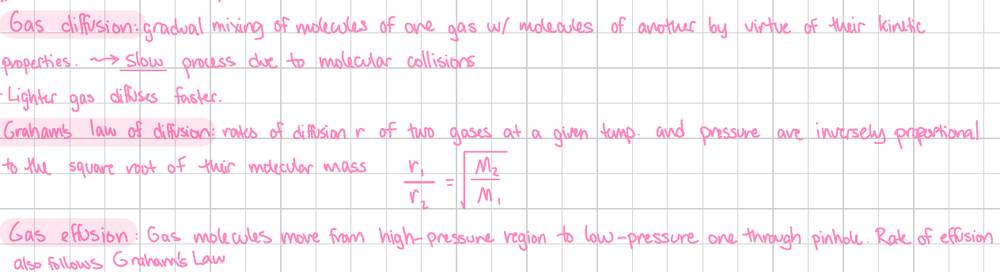 Gas diffusion: gradual mixing of molecules of one gas w/ molecules of another by virtue of their kinetic
properties. ⇝ slow process due to molecular collisions
· Lighter gas diffuses faster.
Graham's law of diffusion: rates of diffusion r of two gases at a given temp. and pressure are inversely proportional
to the square root of their molecular mass r₁/r₂ = √(M₂/M₁)
Gas effusion: Gas molecules move from high-pressure region to low-pressure one through pinhole. Rate of effusion
also follows Graham's Law